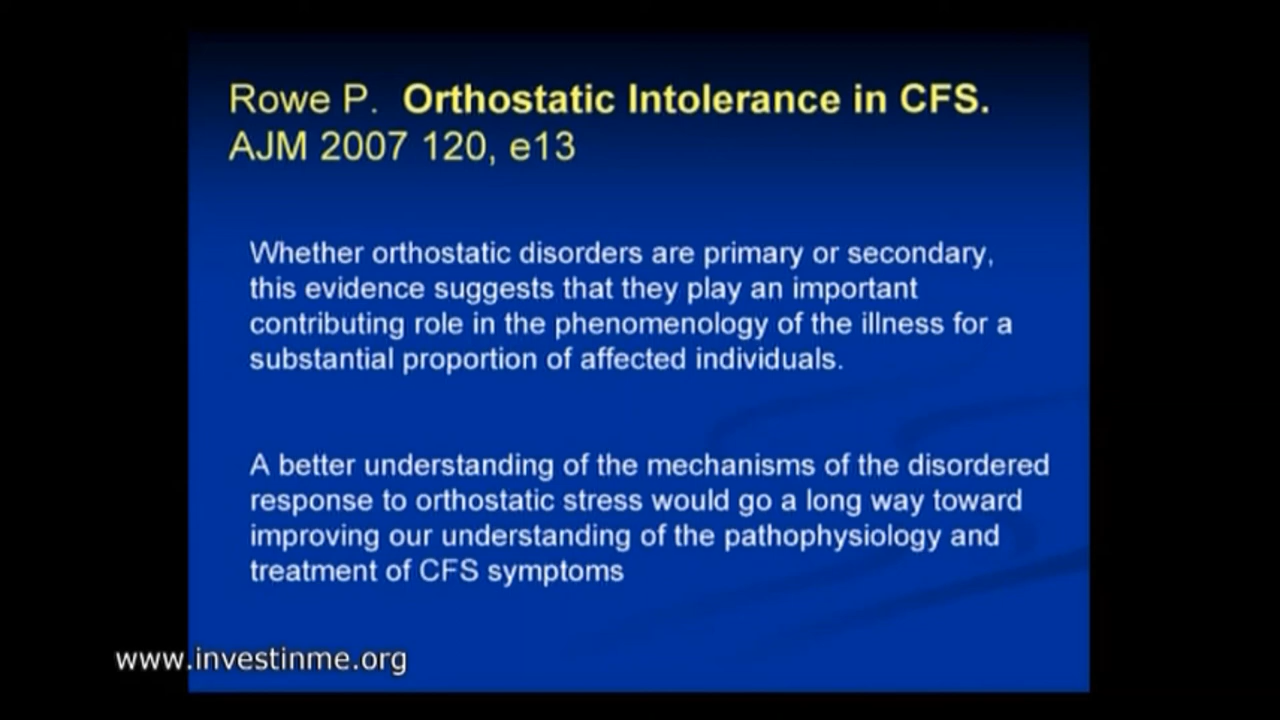 Rowe P. Orthostatic Intolerance in CFS.
AJM 2007 120, e13
Whether orthostatic disorders are primary or secondary,
this evidence suggests that they play an important
contributing role in the phenomenology of the illness for a
substantial proportion of affected individuals.
A better understanding of the mechanisms of the disordered
response to orthostatic stress would go a long way toward
improving our understanding of the pathophysiology and
treatment of CFS symptoms
www.investinme.org